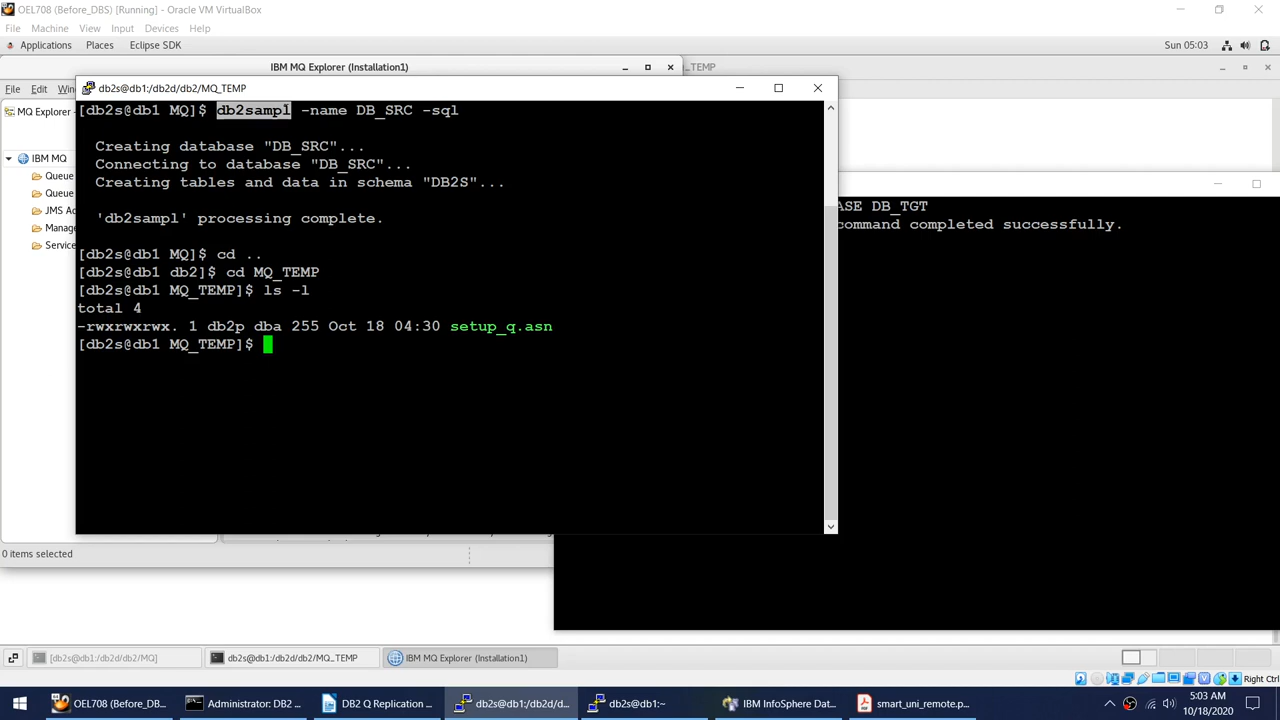 OEL708 (Before_DBS) [Running] - Oracle VM VirtualBox
File Machine View Input Devices Help
Applications Places Eclipse SDK Sun 05:03
IBM MQ Explorer (Installation1)
_TEMP
File Edit Win
db2s@db1:/db2d/db2/MQ_TEMP
MQ Explorer -
IBM MQ
Queue
Queue
JMS Ad
Manage
Service
[db2s@db1 MQ]$ db2sampl -name DB_SRC -sql
Creating database "DB_SRC"...
Connecting to database "DB_SRC"...
Creating tables and data in schema "DB2S"...
'db2sampl' processing complete.
[db2s@db1 MQ]$ cd ..
[db2s@db1 db2]$ cd MQ_TEMP
[db2s@db1 MQ_TEMP]$ ls -l
total 4
-rwxrwxrwx. 1 db2p dba 255 Oct 18 04:30 setup_q.asn
[db2s@db1 MQ_TEMP]$
ASE DB_TGT
command completed successfully.
0 items selected
[db2s@db1:/db2d/db2/MQ]
db2s@db1:/db2d/db2/MQ_TEMP
IBM MQ Explorer (Installation1)
Right Ctrl
OEL708 (Before_DB...
Administrator: DB2 ...
DB2 Q Replication ...
db2s@db1:/db2d/d...
db2s@db1:~
IBM InfoSphere Dat...
smart_uni_remote.p...
5:03 AM
10/18/2020